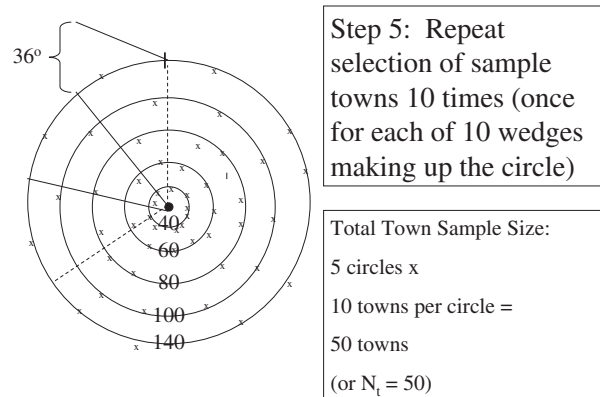 36°
40
60
80
100
140
Step 5: Repeat
selection of sample
towns 10 times (once
for each of 10 wedges
making up the circle)
Total Town Sample Size:
5 circles x
10 towns per circle =
50 towns
(or Nt = 50)